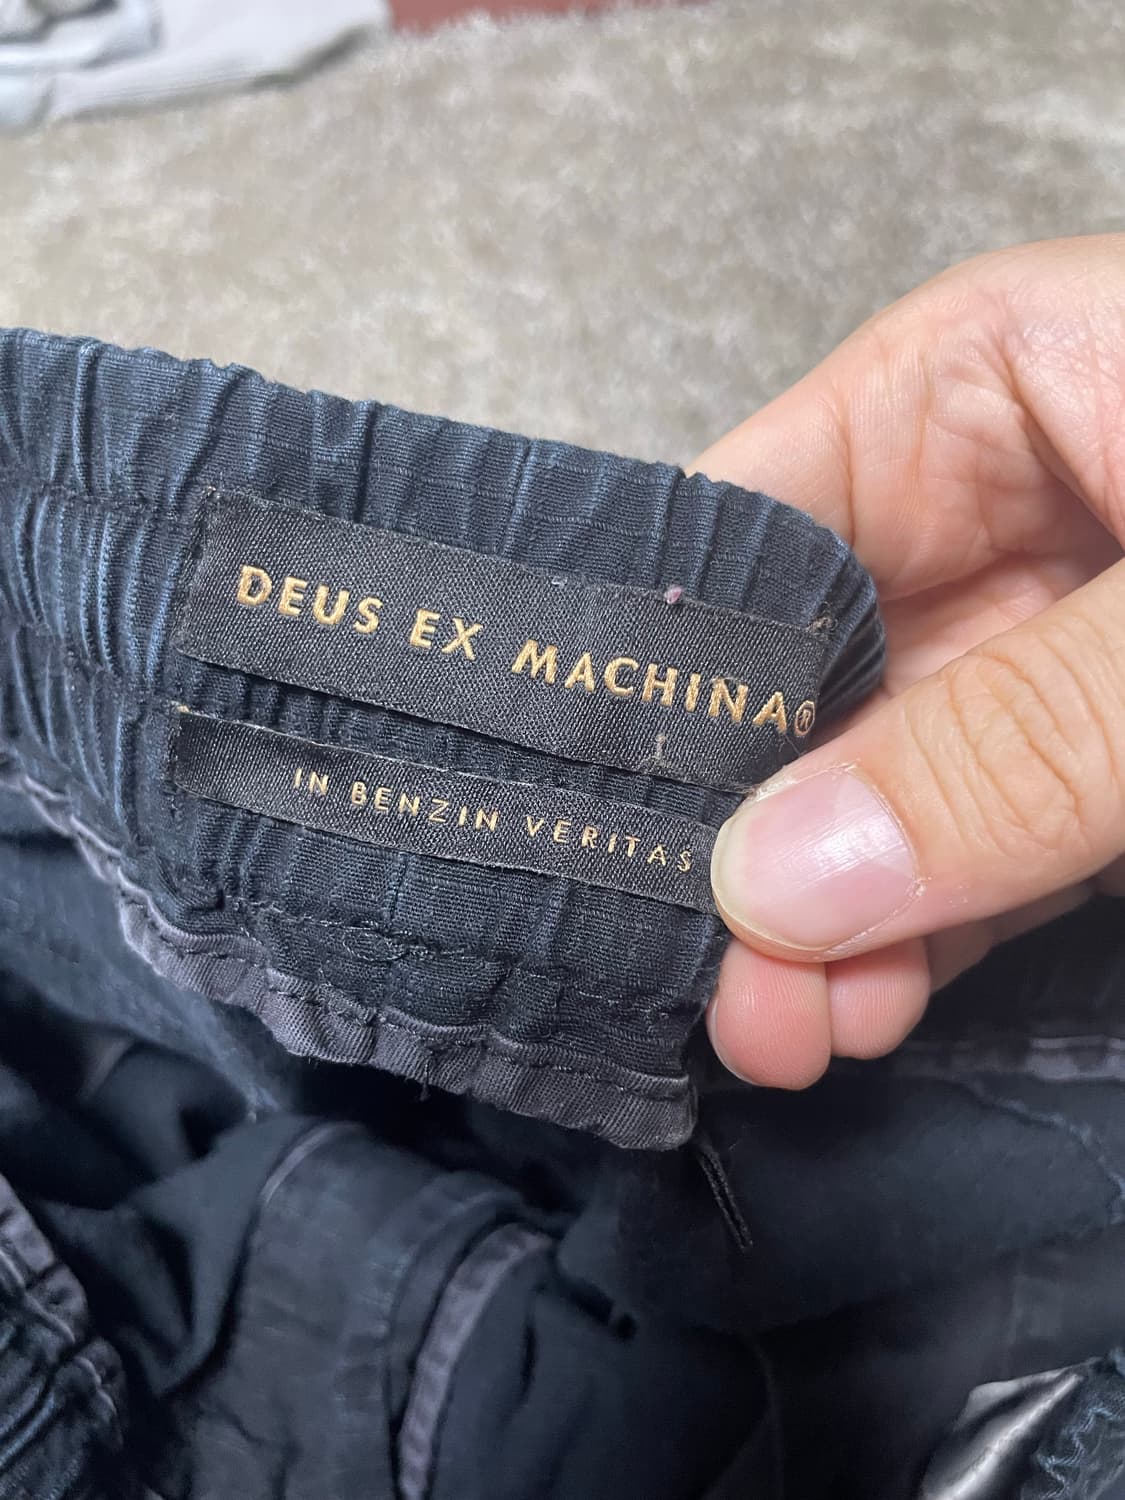 DEUS EX MACHINA®
L
IN BENZIN VERITAS